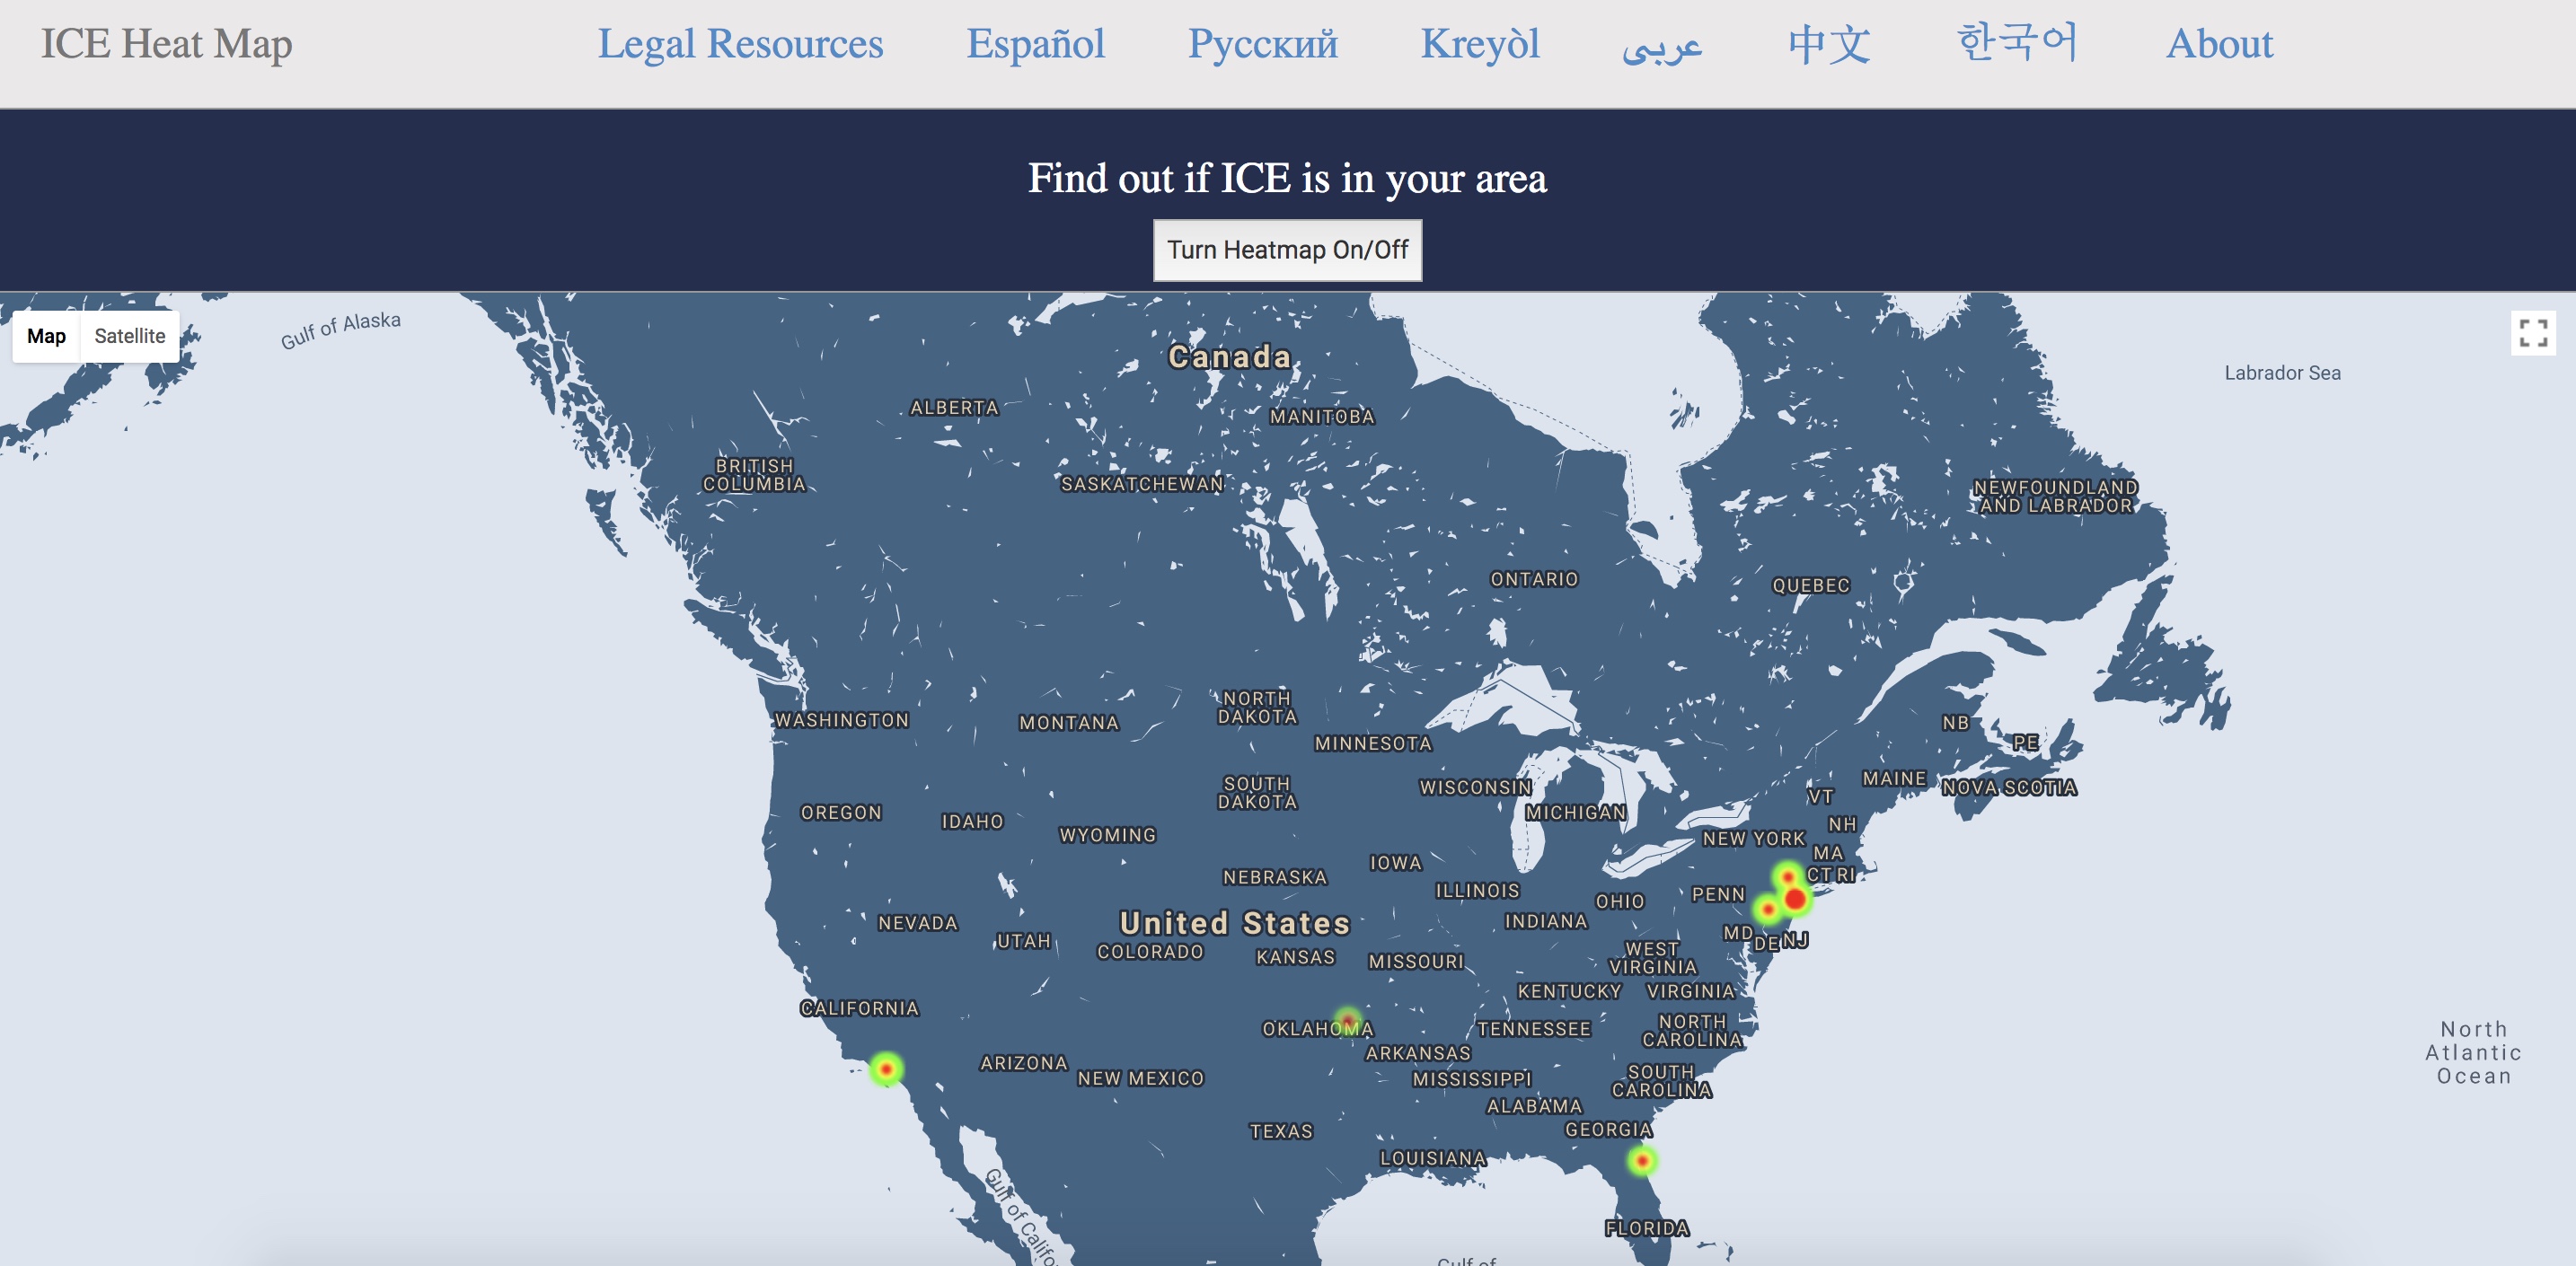 ICE Heat Map
Legal Resources
Español
Русский
Kreyòl
عربى
中文
한국어
About
Find out if ICE is in your area
Turn Heatmap On/Off
Map
Satellite
Gulf of Alaska
Labrador Sea
Canada
ALBERTA
MANITOBA
BRITISH
COLUMBIA
SASKATCHEWAN
NEWFOUNDLAND
AND LABRADOR
ONTARIO
QUEBEC
WASHINGTON
MONTANA
NORTH
DAKOTA
MINNESOTA
NB
PE
SOUTH
DAKOTA
WISCONSIN
MICHIGAN
VT
MAINE
NOVA SCOTIA
OREGON
IDAHO
WYOMING
NH
NEW YORK
MA
CT
RI
IOWA
NEBRASKA
ILLINOIS
OHIO
PENN
NEVADA
United States
INDIANA
UTAH
COLORADO
KANSAS
MISSOURI
WEST
VIRGINIA
MD
DE
NJ
KENTUCKY
VIRGINIA
CALIFORNIA
OKLAHOMA
TENNESSEE
NORTH
CAROLINA
North
Atlantic
Ocean
ARIZONA
NEW MEXICO
ARKANSAS
MISSISSIPPI
SOUTH
CAROLINA
ALABAMA
TEXAS
GEORGIA
LOUISIANA
Gulf of Califo
FLORIDA
Gulf of